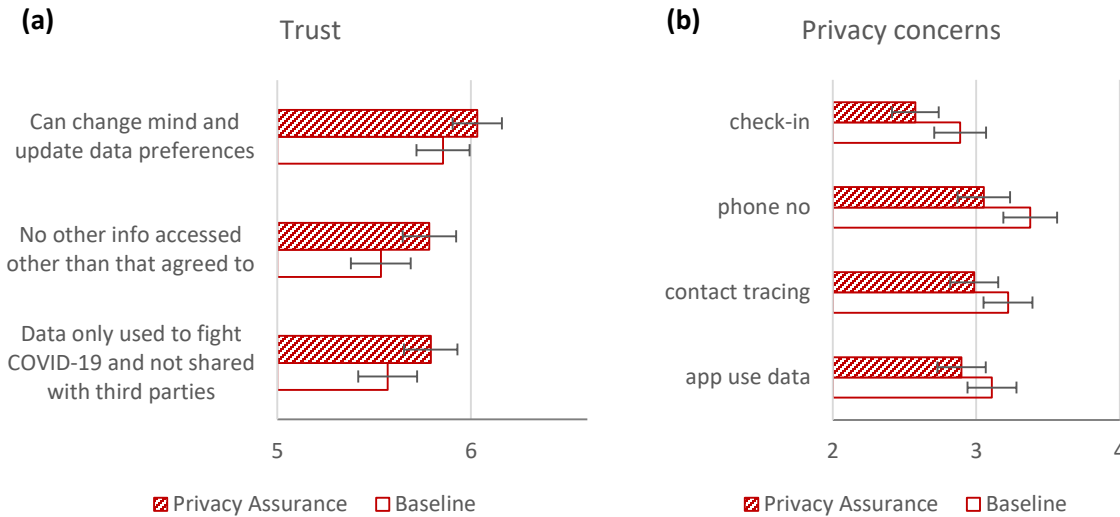 (a)
Trust
Can change mind and
update data preferences
No other info accessed
other than that agreed to
Data only used to fight
COVID-19 and not shared
with third parties
5
6
Privacy Assurance
Baseline
(b)
Privacy concerns
check-in
phone no
contact tracing
app use data
2
3
4
Privacy Assurance
Baseline